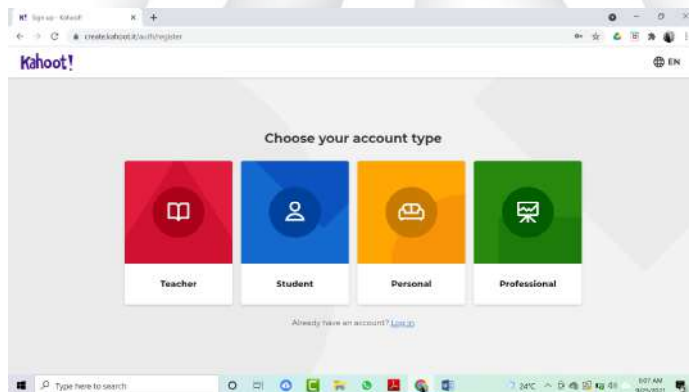 K! Sign up - Kahoot!
create.kahoot.it/auth/register
Kahoot!
EN
Choose your account type
Teacher
Student
Personal
Professional
Already have an account? Log in
Type here to search
24°C